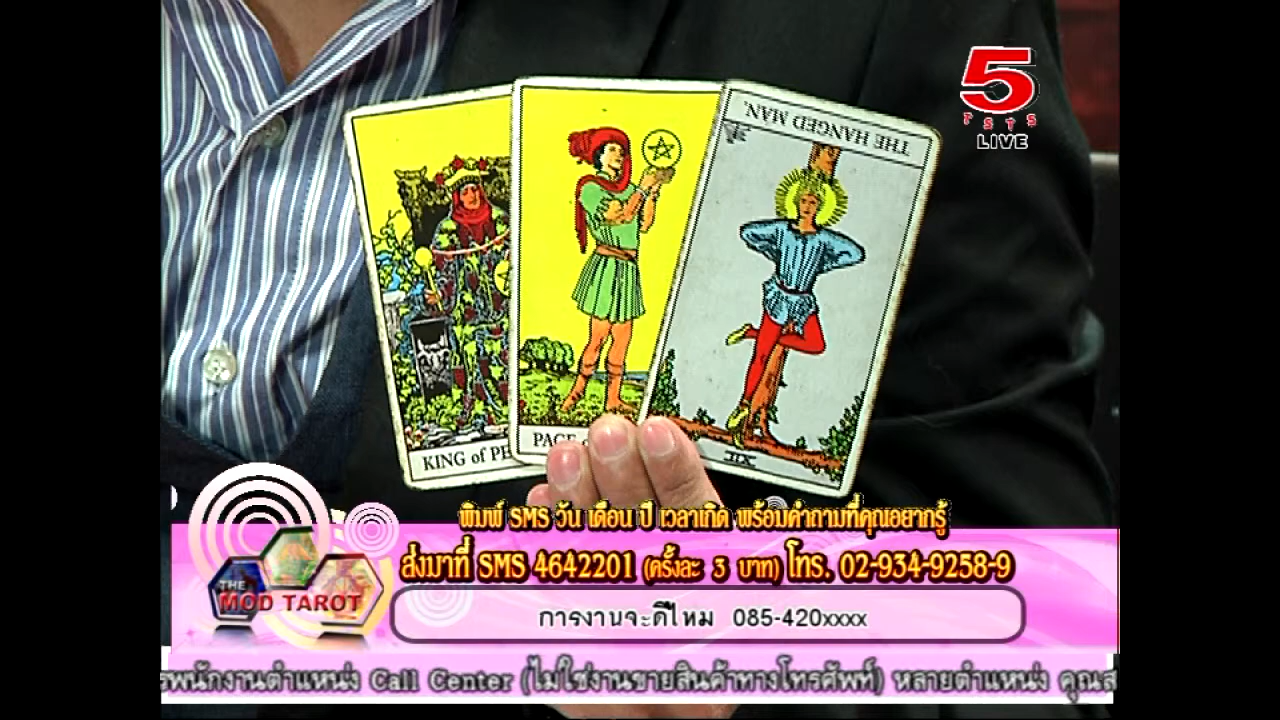 5
TSTS
LIVE
THE HANGED MAN.
KING of PE
PAGE
XII
พิมพ์ SMS วัน เดือน ปี เวลาเกิด พร้อมคำถามที่คุณอยากรู้
ส่งมาที่ SMS 4642201 (ครั้งละ 3 บาท) โทร. 02-934-9258-9
THE
MOD TAROT
การงานจะดีไหม 085-420xxxx
รพนักงานตำแหน่ง Call Center (ไม่ใช่งานขายสินค้าทางโทรศัพท์) หลายตำแหน่ง คุณส